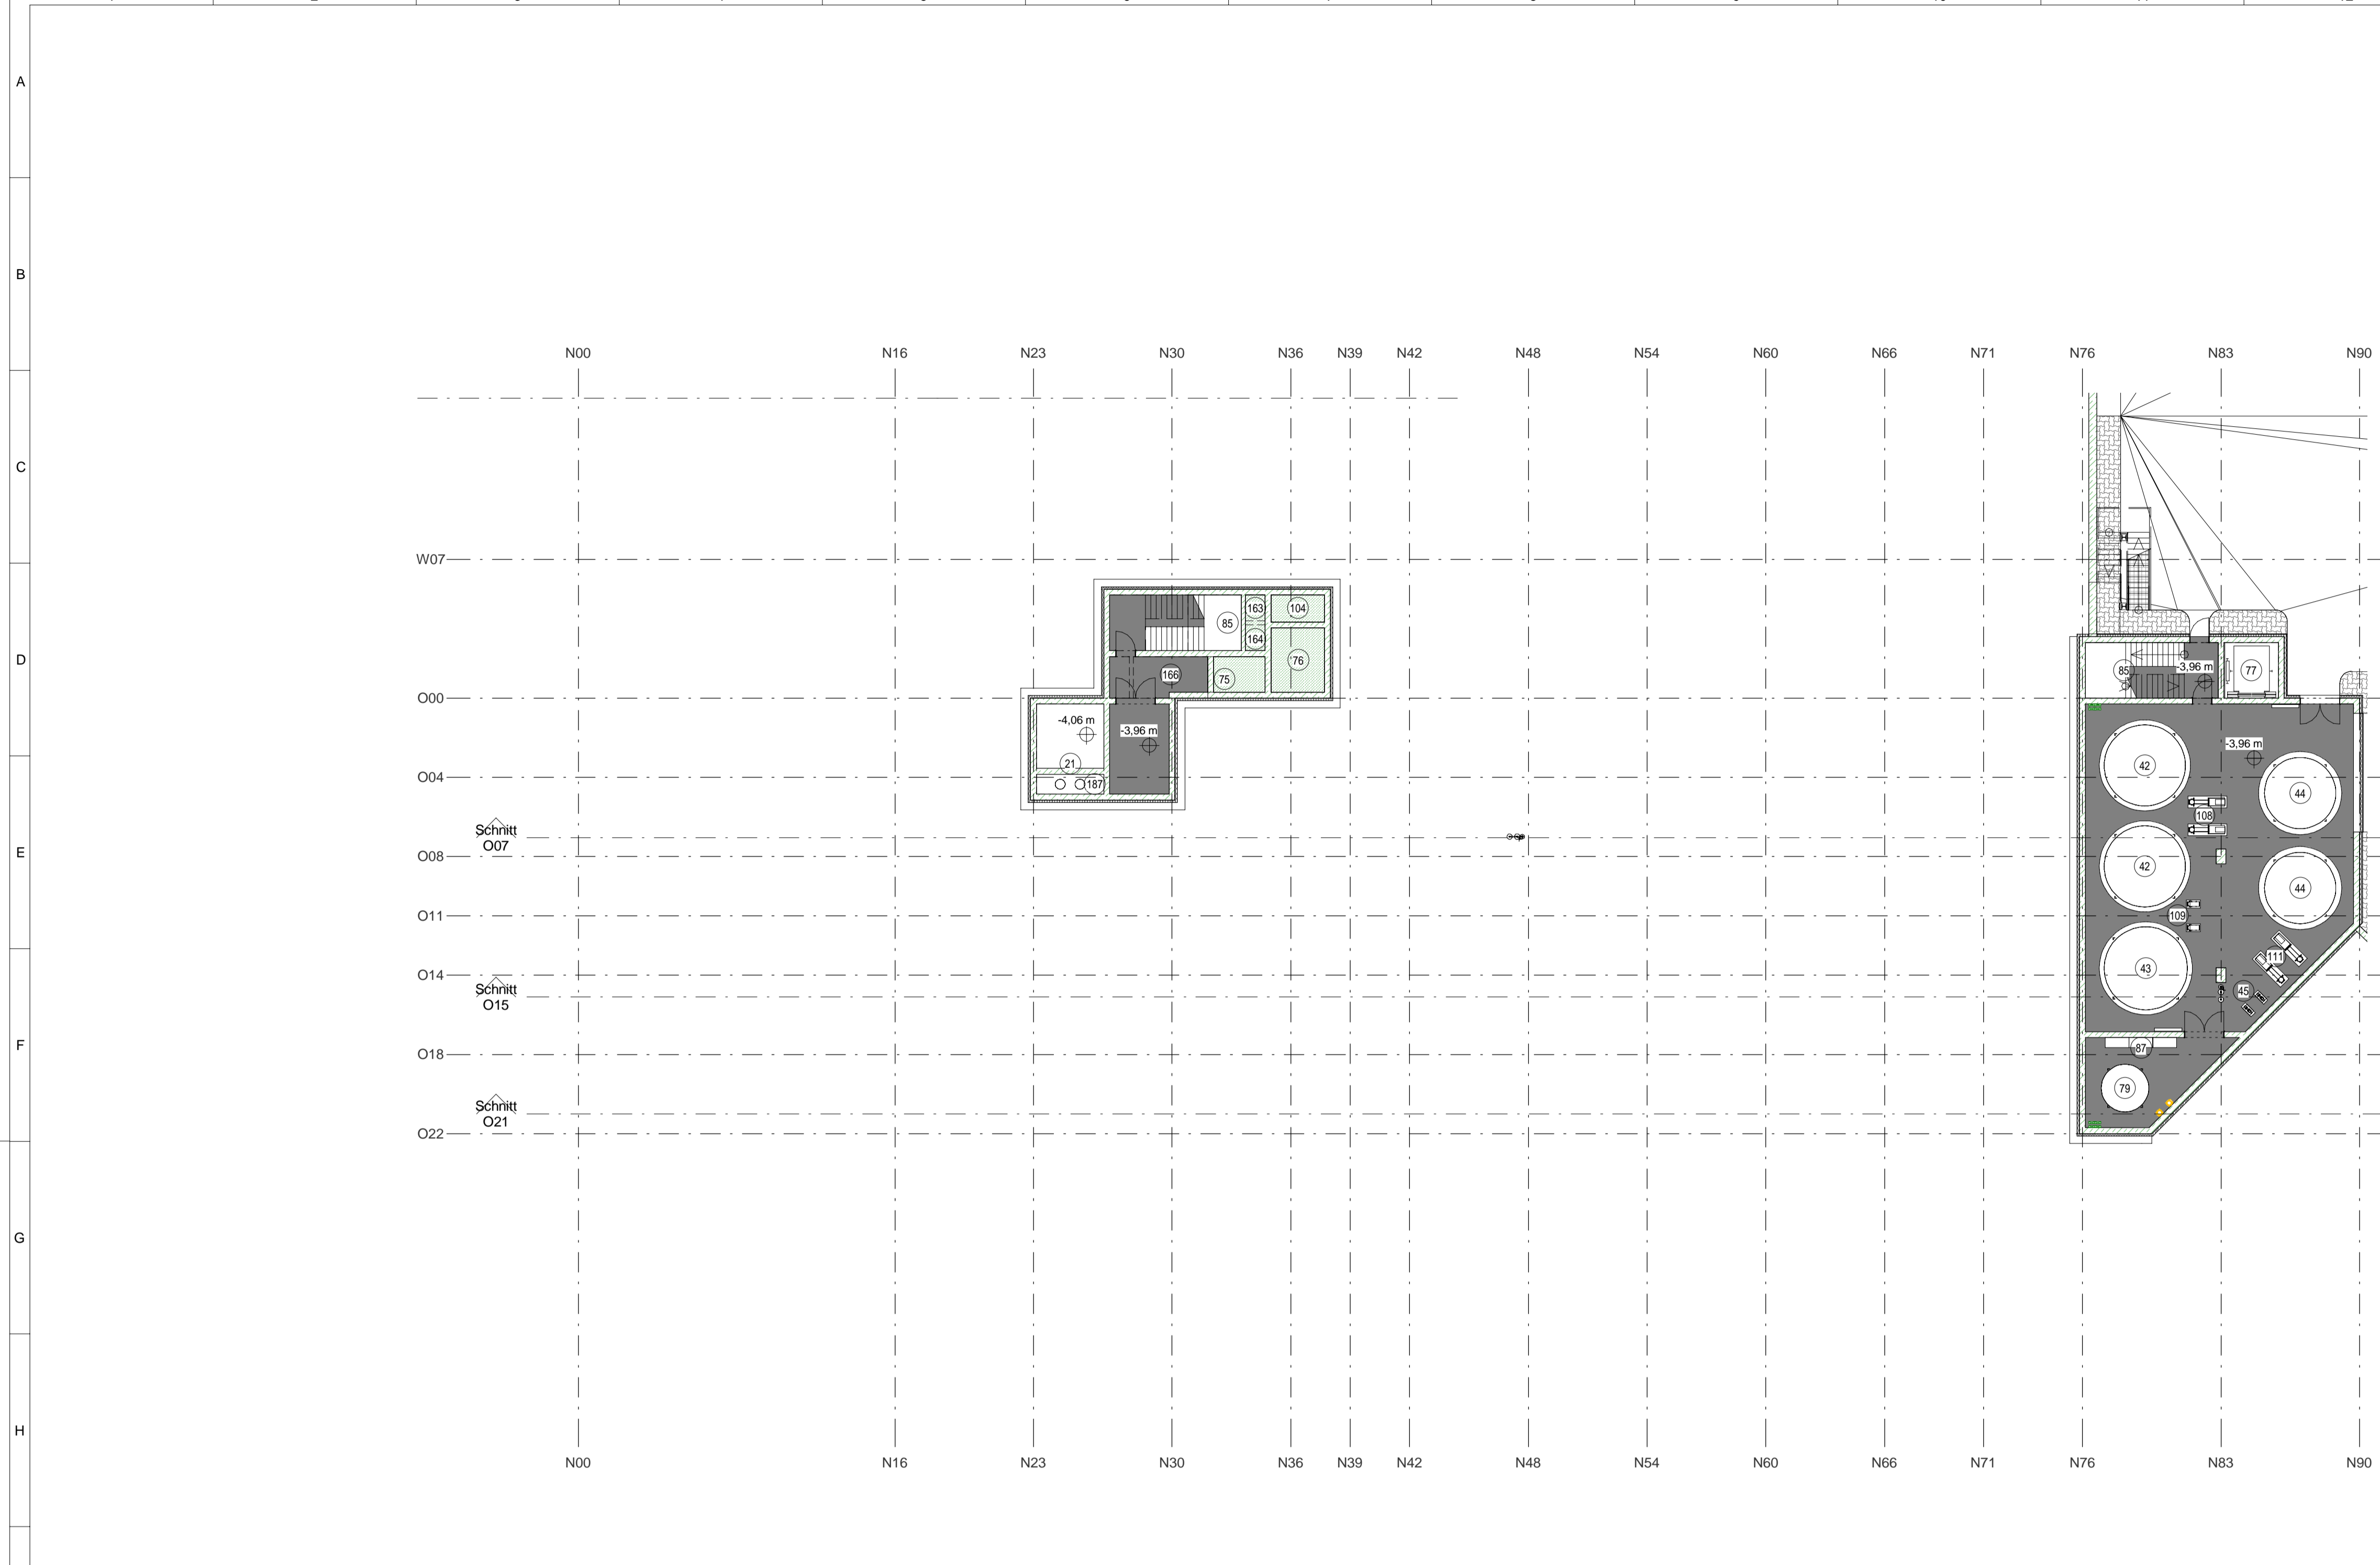 A
B
C
D
E
F
G
H
N00 N16 N23 N30 N36 N39 N42 N48 N54 N60 N66 N71 N76 N83 N90
W07
O00
O04
Schnitt
O07
O08
O11
O14
Schnitt
O15
O18
Schnitt
O21
O22
163
104
85
164
76
166
75
-4,06 m
-3,96 m
21
187
85
-3,96 m
77
-3,96 m
42
44
108
42
44
109
43
111
45
87
79
N00 N16 N23 N30 N36 N39 N42 N48 N54 N60 N66 N71 N76 N83 N90